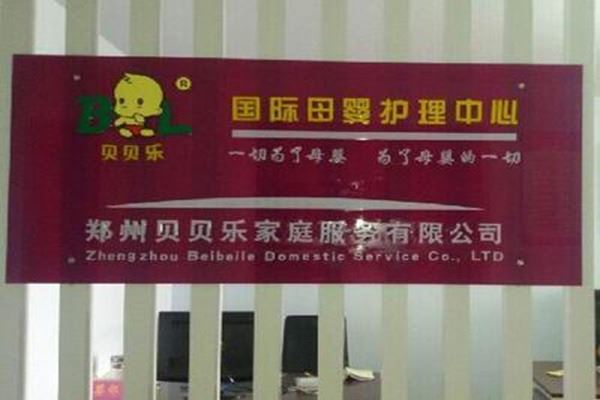 B L ®
贝贝乐
国际母婴护理中心
一切为了母婴 为了母婴的一切
郑州贝贝乐家庭服务有限公司
Zhengzhou Beibeile Domestic Service Co., LTD